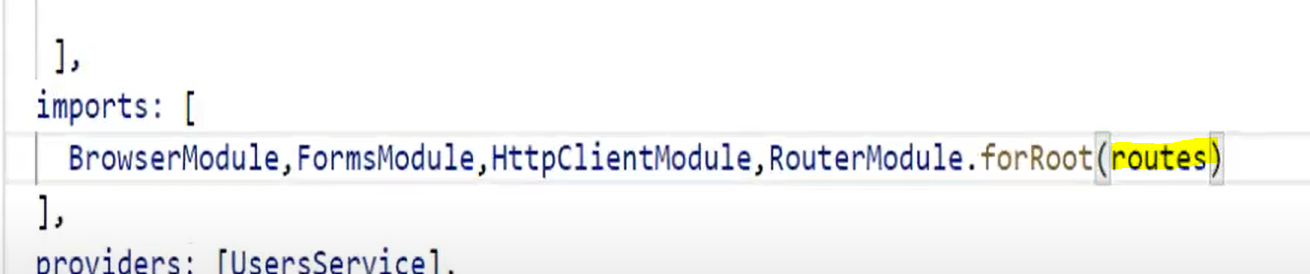 ],
imports: [
BrowserModule,FormsModule,HttpClientModule,RouterModule.forRoot(routes)
],
providers: [UsersService],